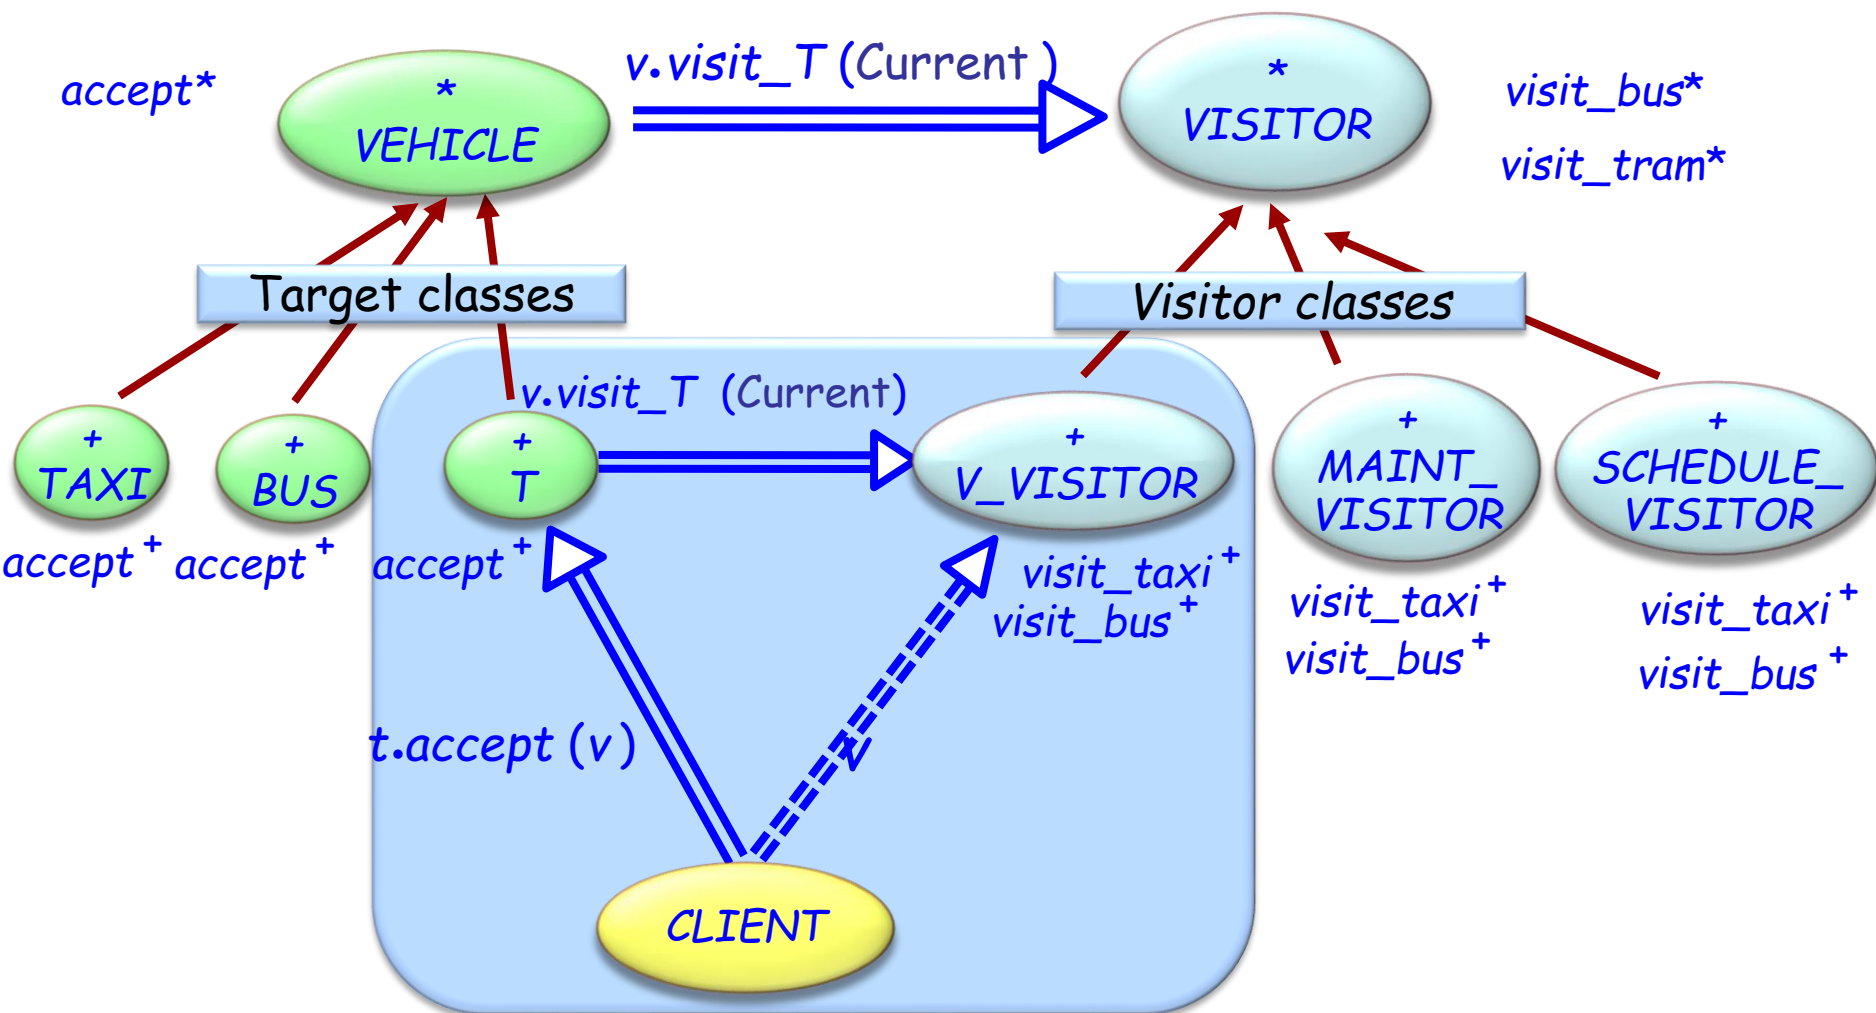 accept*
*
VEHICLE
v.visit_T (Current )
*
VISITOR
visit_bus*
visit_tram*
Target classes
Visitor classes
v.visit_T (Current)
+
TAXI
accept +
+
BUS
accept +
+
T
accept +
+
V_VISITOR
visit_taxi +
visit_bus +
+
MAINT_
VISITOR
visit_taxi +
visit_bus +
+
SCHEDULE_
VISITOR
visit_taxi +
visit_bus +
t.accept (v)
CLIENT